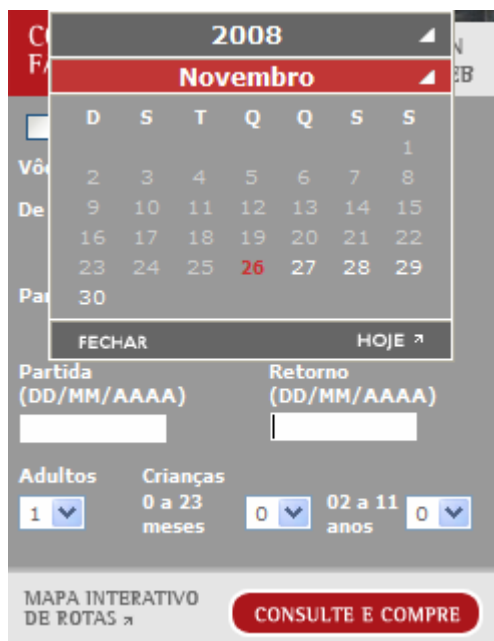 2008
Novembro
D S T Q Q S S
1
2 3 4 5 6 7 8
9 10 11 12 13 14 15
16 17 18 19 20 21 22
23 24 25 26 27 28 29
30
FECHAR HOJE
De
Partida Retorno
(DD/MM/AAAA) (DD/MM/AAAA)
Adultos Crianças
0 a 23 meses 02 a 11 anos
1 0 0
MAPA INTERATIVO
DE ROTAS
CONSULTE E COMPRE